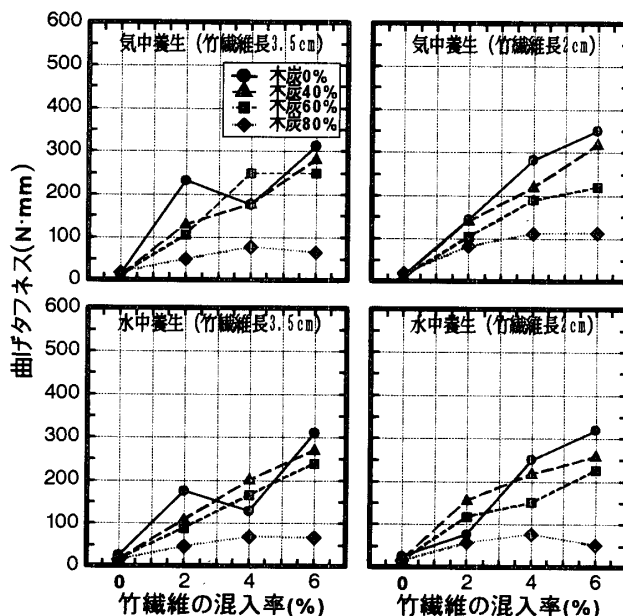 600
500
400
300
200
100
0
気中養生 (竹繊維長3.5cm)
木炭0%
木炭40%
木炭60%
木炭80%
気中養生 (竹繊維長2cm)
曲げタフネス(N·mm)
600
500
400
300
200
100
0
水中養生 (竹繊維長3.5cm)
水中養生 (竹繊維長2cm)
0 2 4 6
0 2 4 6
竹繊維の混入率(%)
竹繊維の混入率(%)